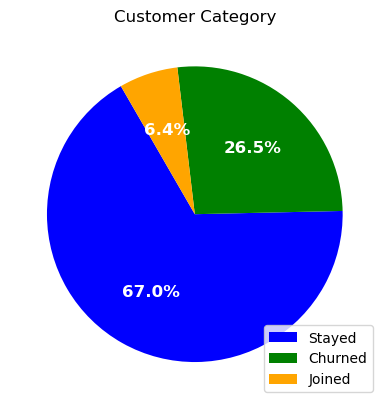 Customer Category
6.4%
26.5%
67.0%
Stayed
Churned
Joined